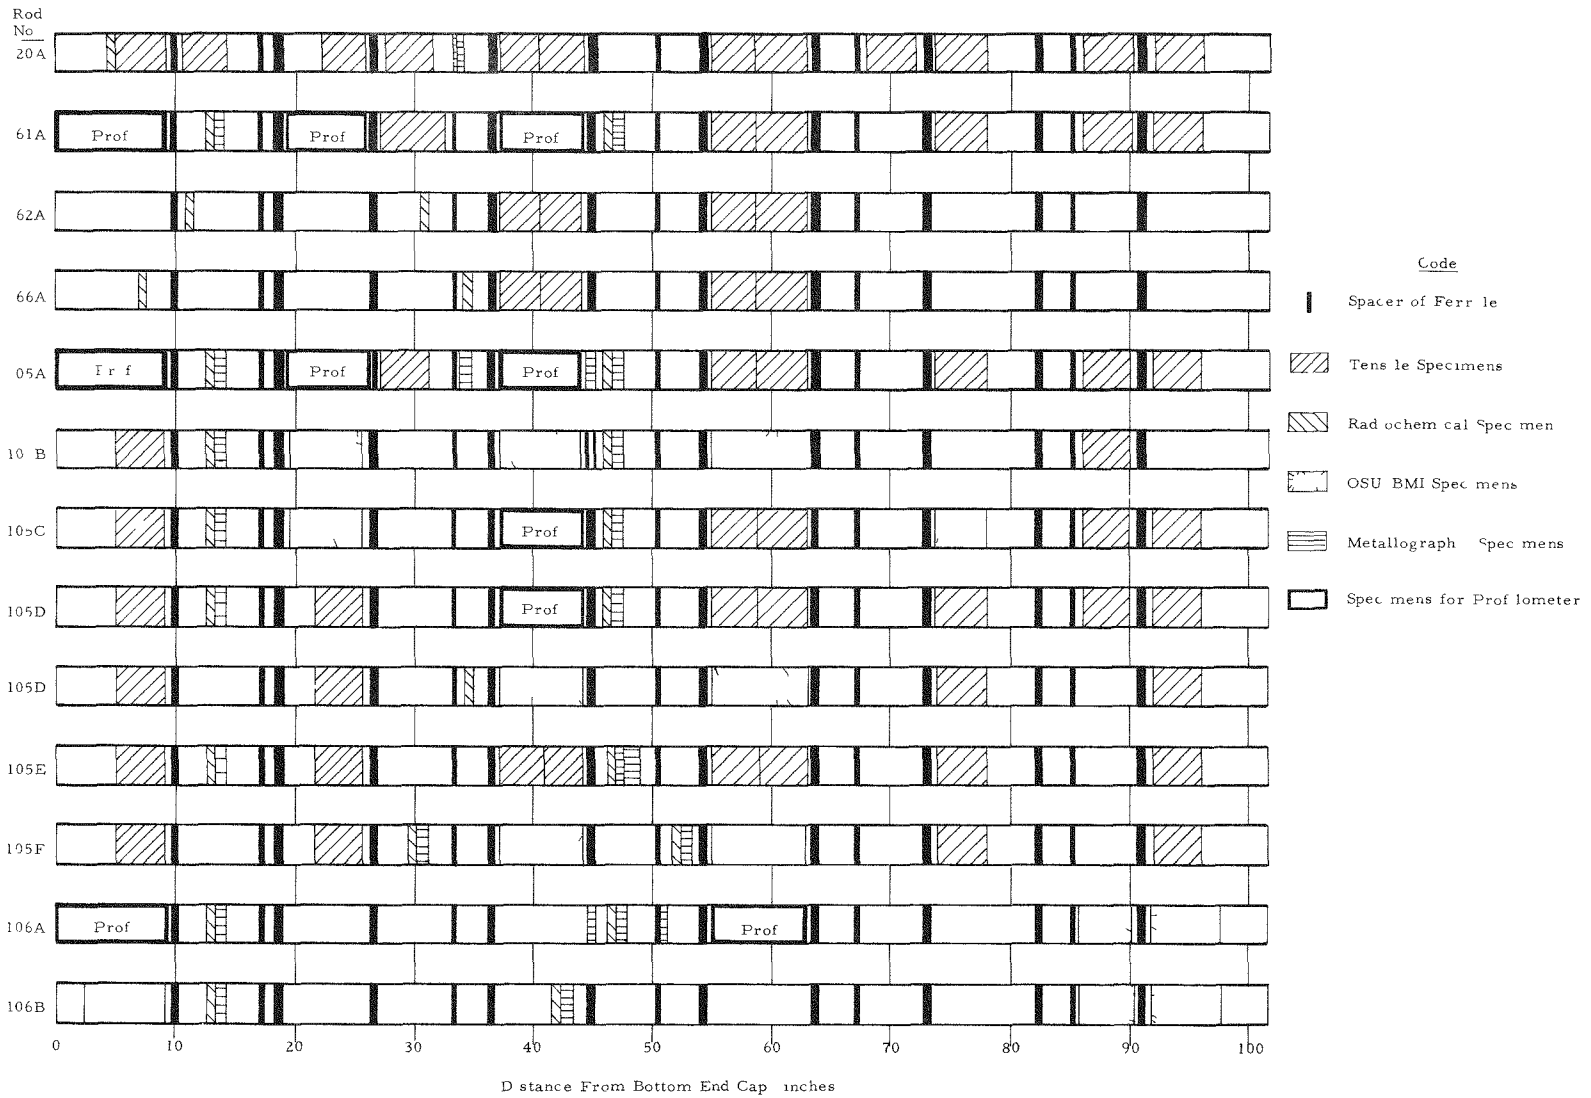 Rod
No
20A
61A
Prof
Prof
Prof
62A
66A
05A
Fr f
Prof
Prof
10 B
105C
Prof
105D
Prof
105D
105E
105F
106A
Prof
Prof
106B
0 10 20 30 40 50 60 70 80 90 100
D stance From Bottom End Cap inches
Code
Spacer of Ferr le
Tens le Specimens
Rad ochem cal Spec men
OSU BMI Spec mens
Metallograph Spec mens
Spec mens for Prof lometer